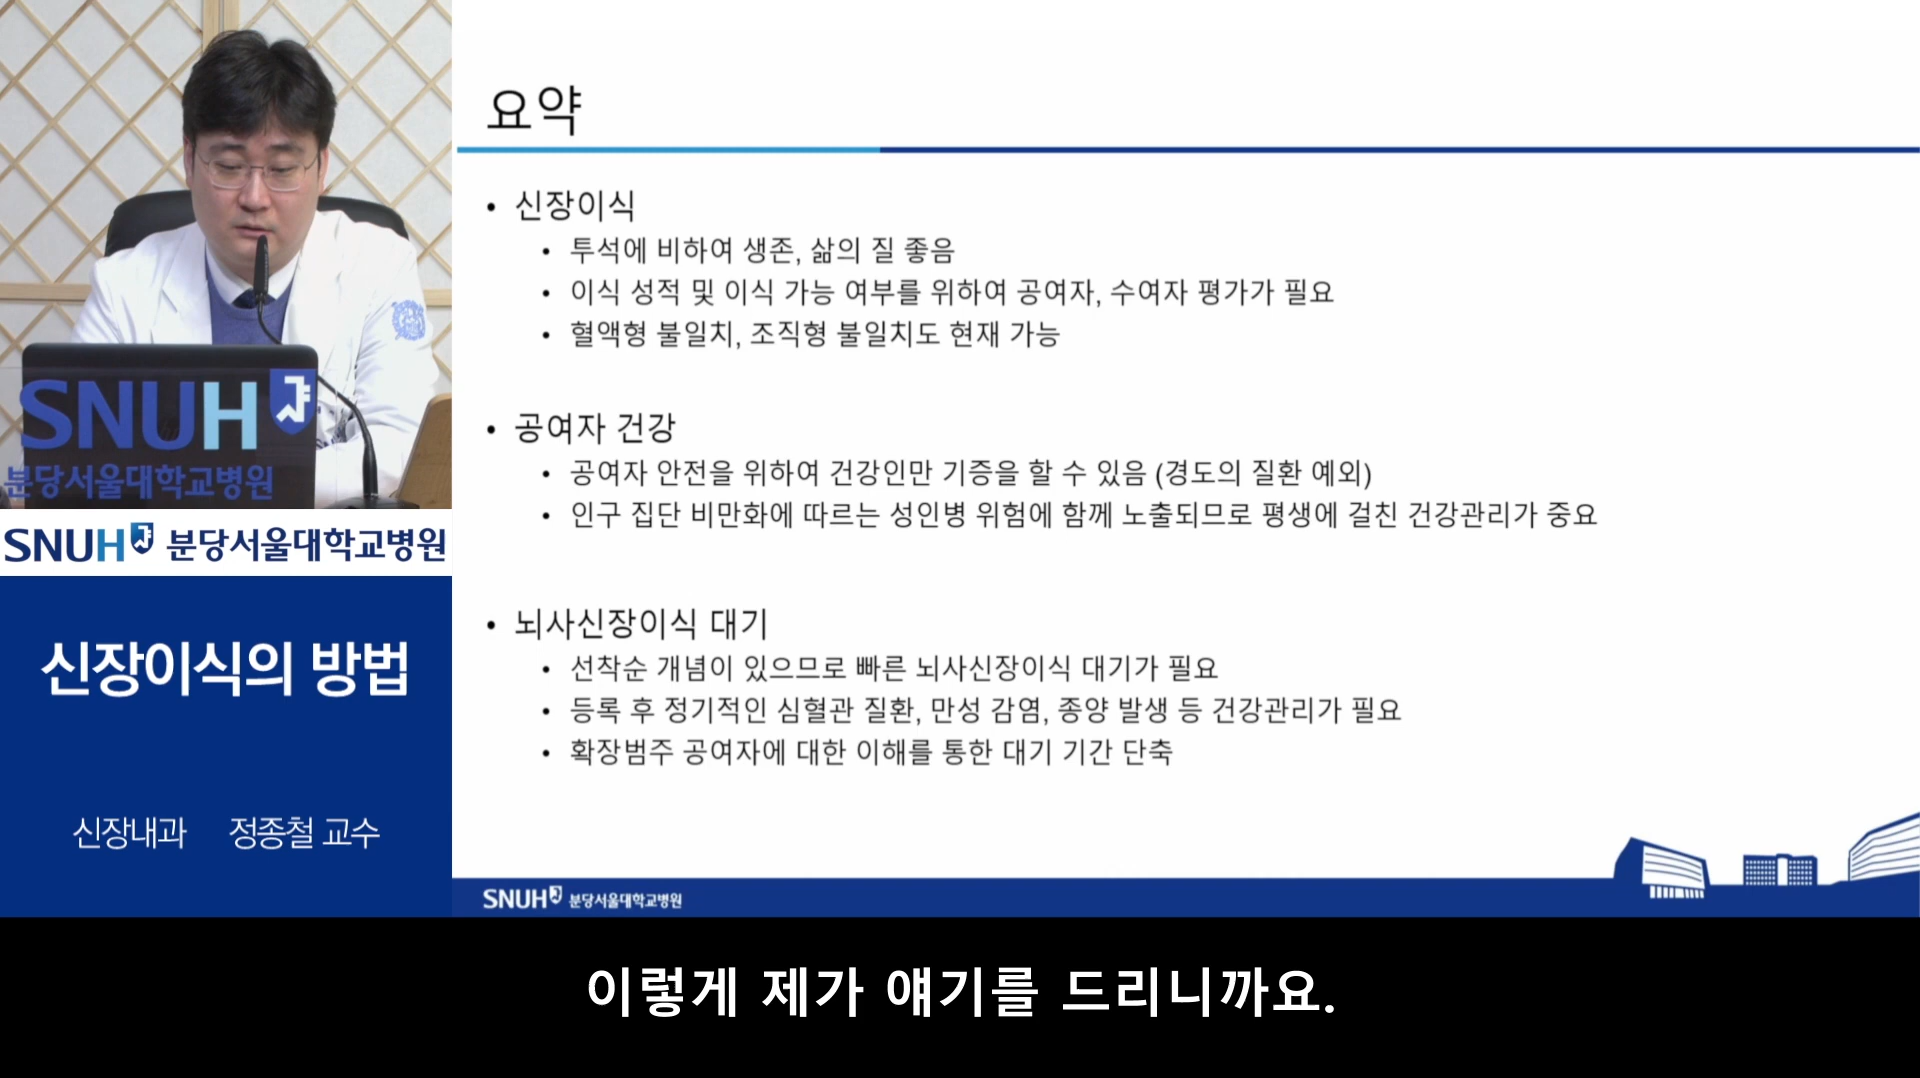 요약
• 신장이식
• 투석에 비하여 생존, 삶의 질 좋음
• 이식 성적 및 이식 가능 여부를 위하여 공여자, 수여자 평가가 필요
• 혈액형 불일치, 조직형 불일치도 현재 가능
• 공여자 건강
• 공여자 안전을 위하여 건강인만 기증을 할 수 있음 (경도의 질환 예외)
• 인구 집단 비만화에 따르는 성인병 위험에 함께 노출되므로 평생에 걸친 건강관리가 중요
• 뇌사신장이식 대기
• 선착순 개념이 있으므로 빠른 뇌사신장이식 대기가 필요
• 등록 후 정기적인 심혈관 질환, 만성 감염, 종양 발생 등 건강관리가 필요
• 확장범주 공여자에 대한 이해를 통한 대기 기간 단축
SNUH 분당서울대학교병원
SNUH
분당서울대학교병원
SNUH 분당서울대학교병원
신장이식의 방법
신장내과 정종철 교수
이렇게 제가 얘기를 드리니까요.